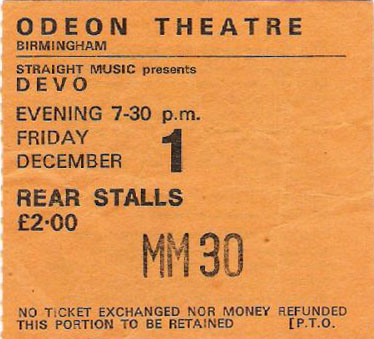 ODEON THEATRE
BIRMINGHAM
STRAIGHT MUSIC presents
DEVO
EVENING 7-30 p.m.
FRIDAY 1
DECEMBER
REAR STALLS
£2·00
MM 30
NO TICKET EXCHANGED NOR MONEY REFUNDED
THIS PORTION TO BE RETAINED [P.T.O.